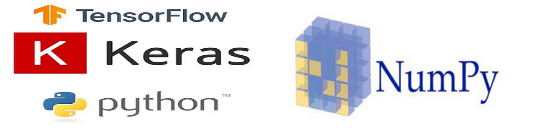 TensorFlow
K Keras
python™
NumPy